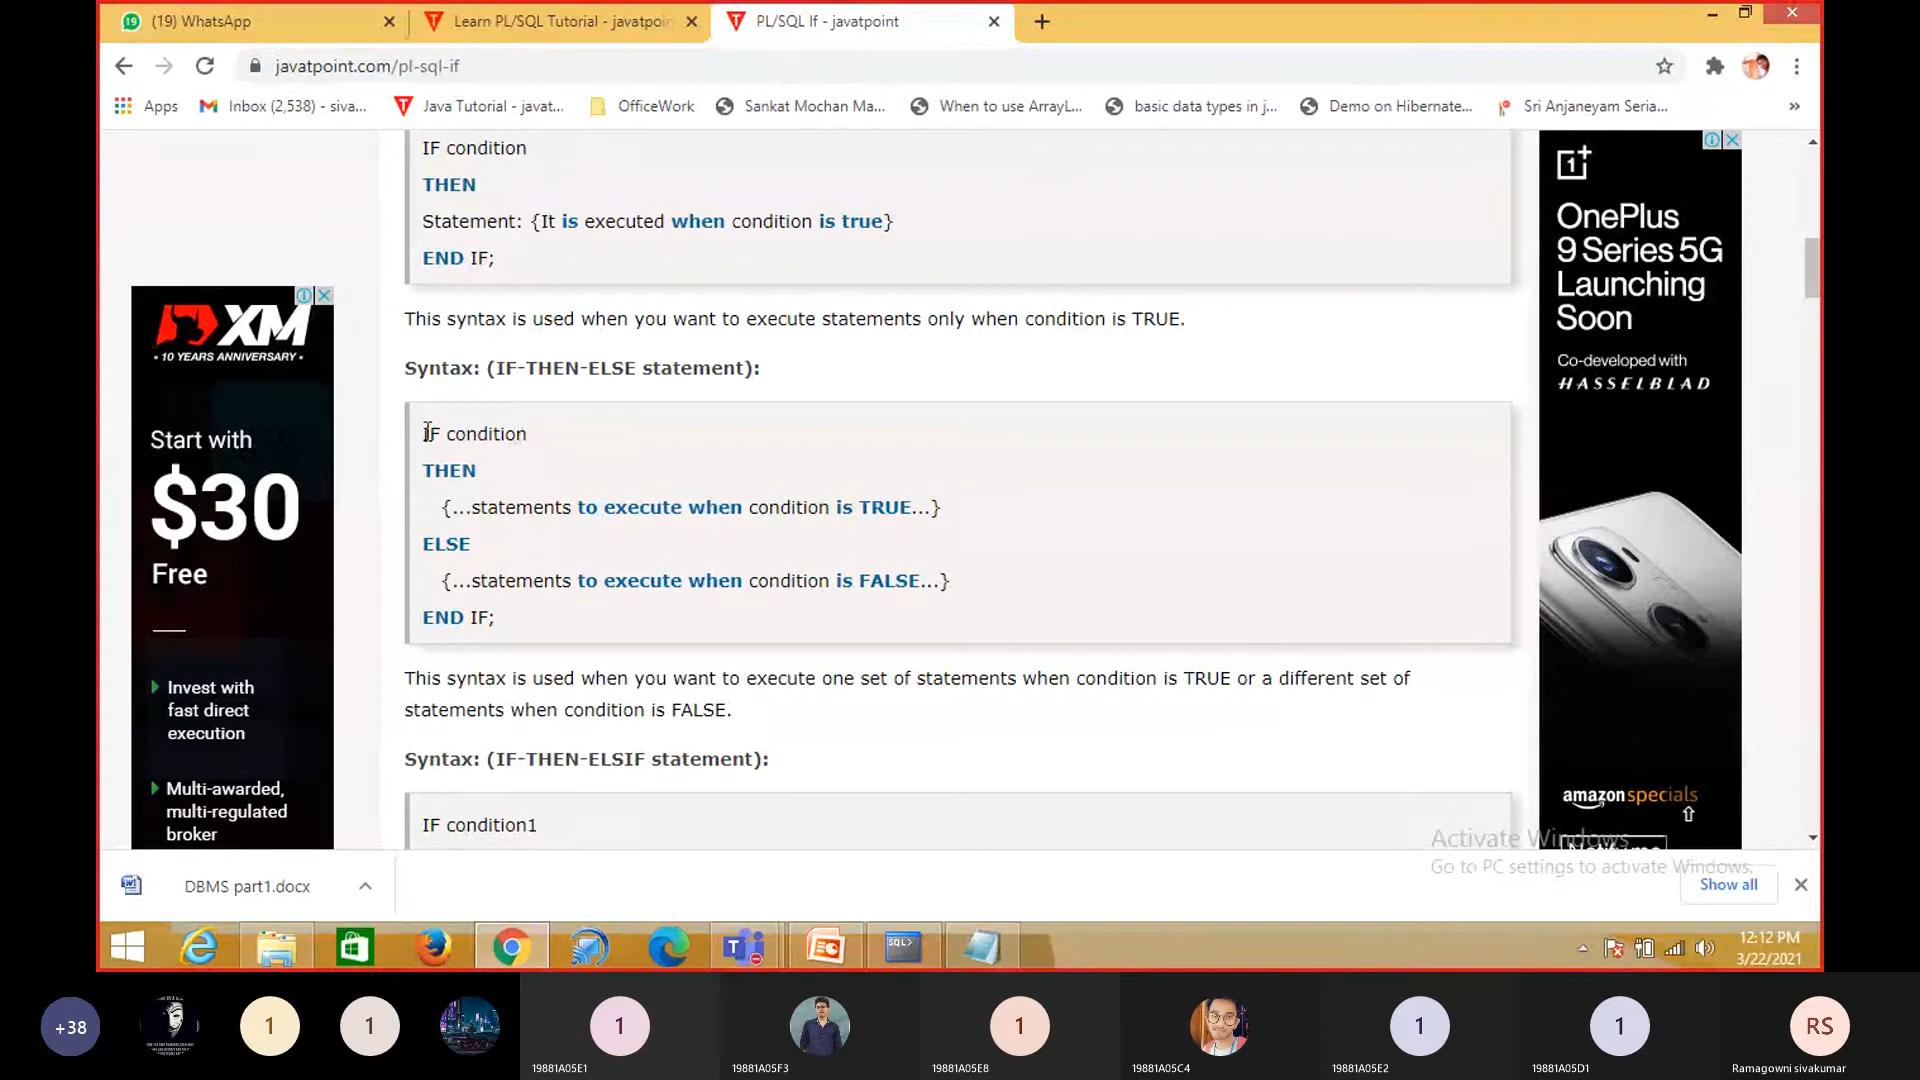 (19) WhatsApp
Learn PL/SQL Tutorial - javatpoin
PL/SQL If - javatpoint
javatpoint.com/pl-sql-if
Apps
Inbox (2,538) - siva...
Java Tutorial - javat...
OfficeWork
Sankat Mochan Ma...
When to use ArrayL...
basic data types in j...
Demo on Hibernate...
Sri Anjaneyam Seria...
IF condition
THEN
Statement: {It is executed when condition is true}
END IF;
This syntax is used when you want to execute statements only when condition is TRUE.
Syntax: (IF-THEN-ELSE statement):
IF condition
THEN
{...statements to execute when condition is TRUE...}
ELSE
{...statements to execute when condition is FALSE...}
END IF;
This syntax is used when you want to execute one set of statements when condition is TRUE or a different set of
statements when condition is FALSE.
Syntax: (IF-THEN-ELSIF statement):
IF condition1
XM
• 10 YEARS ANNIVERSARY •
Start with
$30
Free
Invest with
fast direct
execution
Multi-awarded,
multi-regulated
broker
OnePlus
9 Series 5G
Launching
Soon
Co-developed with
HASSELBLAD
amazon specials
Activate Windows
Go to PC settings to activate Windows.
DBMS part1.docx
Show all
SQL>
12:12 PM
3/22/2021
+38
1
1
1
1
1
1
RS
19881A05E1
19881A05F3
19881A05E8
19881A05C4
19881A05E2
19881A05D1
Ramagowni sivakumar